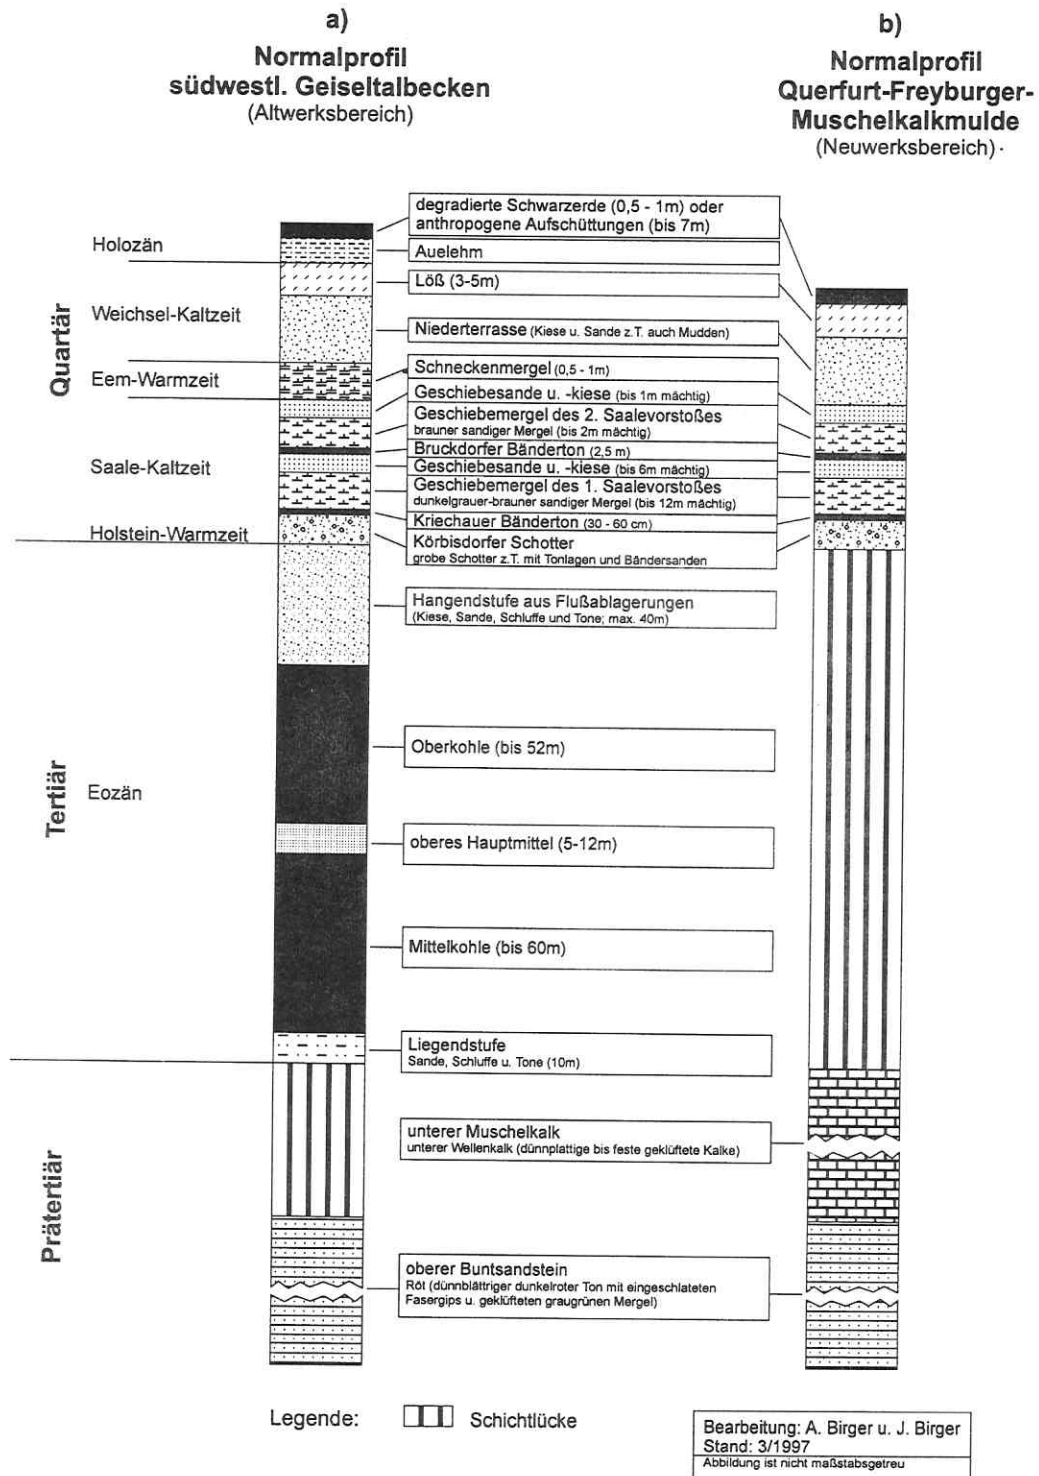 a)
Normalprofil
südwestl. Geiseltalbecken
(Altwerksbereich)
b)
Normalprofil
Querfurt-Freyburger-
Muschelkalkmulde
(Neuwerksbereich)
Quartär
Holozän
Weichsel-Kaltzeit
Eem-Warmzeit
Saale-Kaltzeit
Holstein-Warmzeit
Tertiär
Eozän
Prätertiär
degradierte Schwarzerde (0,5 - 1m) oder
anthropogene Aufschüttungen (bis 7m)
Auelehm
Löß (3-5m)
Niederterrasse (Kiese u. Sande z.T. auch Mudden)
Schneckenmergel (0,5 - 1m)
Geschiebesande u. -kiese (bis 1m mächtig)
Geschiebemergel des 2. Saalevorstoßes
brauner sandiger Mergel (bis 2m mächtig)
Bruckdorfer Bänderton (2,5 m)
Geschiebesande u. -kiese (bis 6m mächtig)
Geschiebemergel des 1. Saalevorstoßes
dunkelgrauer-brauner sandiger Mergel (bis 12m mächtig)
Kriechauer Bänderton (30 - 60 cm)
Körbisdorfer Schotter
grobe Schotter z.T. mit Tonlagen und Bändersanden
Hangendstufe aus Flußablagerungen
(Kiese, Sande, Schluffe und Tone; max. 40m)
Oberkohle (bis 52m)
oberes Hauptmittel (5-12m)
Mittelkohle (bis 60m)
Liegendstufe
Sande, Schluffe u. Tone (10m)
unterer Muschelkalk
unterer Wellenkalk (dünnplattige bis feste geklüftete Kalke)
oberer Buntsandstein
Röt (dünnblättriger dunkelroter Ton mit eingeschlateten
Fasergips u. geklüfteten graugrünen Mergel)
Legende:
Schichtlücke
Bearbeitung: A. Birger u. J. Birger
Stand: 3/1997
Abbildung ist nicht maßstabsgetreu